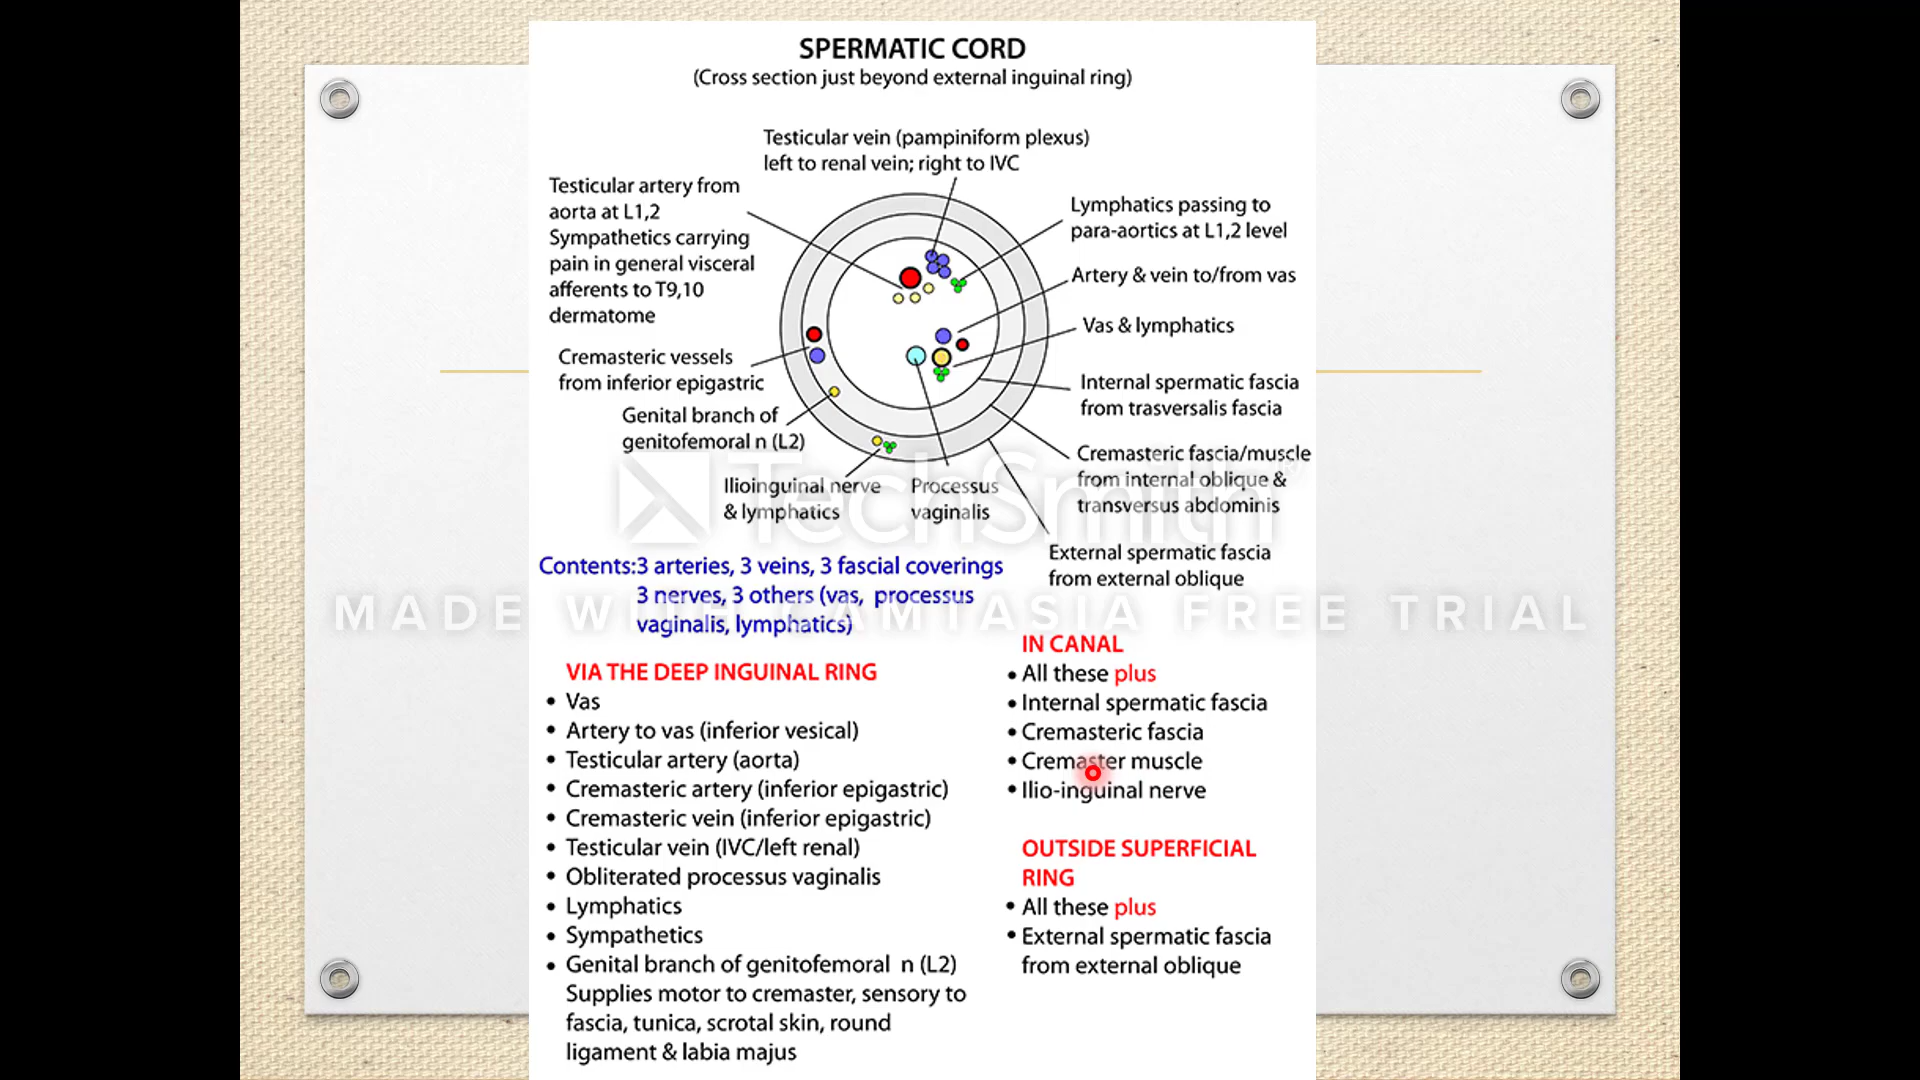 SPERMATIC CORD
(Cross section just beyond external inguinal ring)
Testicular vein (pampiniform plexus)
left to renal vein; right to IVC
Testicular artery from
aorta at L1,2
Sympathetics carrying
pain in general visceral
afferents to T9,10
dermatome
Lymphatics passing to
para-aortics at L1,2 level
Artery & vein to/from vas
Vas & lymphatics
Cremasteric vessels
from inferior epigastric
Internal spermatic fascia
from trasversalis fascia
Genital branch of
genitofemoral n (L2)
Cremasteric fascia/muscle
from internal oblique &
transversus abdominis
Ilioinguinal nerve
& lymphatics
Processus
vaginalis
TechSmith®
External spermatic fascia
from external oblique
Contents:3 arteries, 3 veins, 3 fascial coverings
3 nerves, 3 others (vas, processus
vaginalis, lymphatics)
MADE WITH CAMTASIA FREE TRIAL
VIA THE DEEP INGUINAL RING
• Vas
• Artery to vas (inferior vesical)
• Testicular artery (aorta)
• Cremasteric artery (inferior epigastric)
• Cremasteric vein (inferior epigastric)
• Testicular vein (IVC/left renal)
• Obliterated processus vaginalis
• Lymphatics
• Sympathetics
• Genital branch of genitofemoral n (L2)
Supplies motor to cremaster, sensory to
fascia, tunica, scrotal skin, round
ligament & labia majus
IN CANAL
• All these plus
• Internal spermatic fascia
• Cremasteric fascia
• Cremaster muscle
• Ilio-inguinal nerve
OUTSIDE SUPERFICIAL
RING
• All these plus
• External spermatic fascia
from external oblique